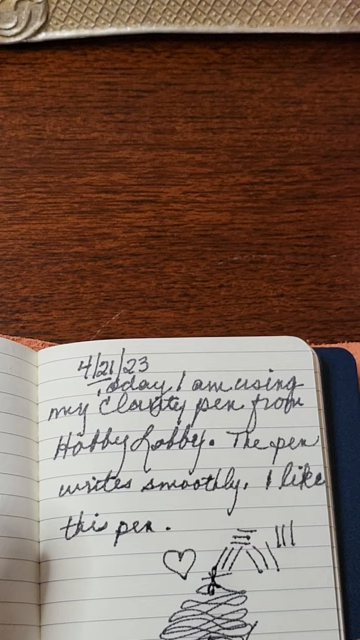 4/21/23
Today I am using
my Clarity pen from
Hobby Lobby. The pen
writes smoothly. I like
this pen.